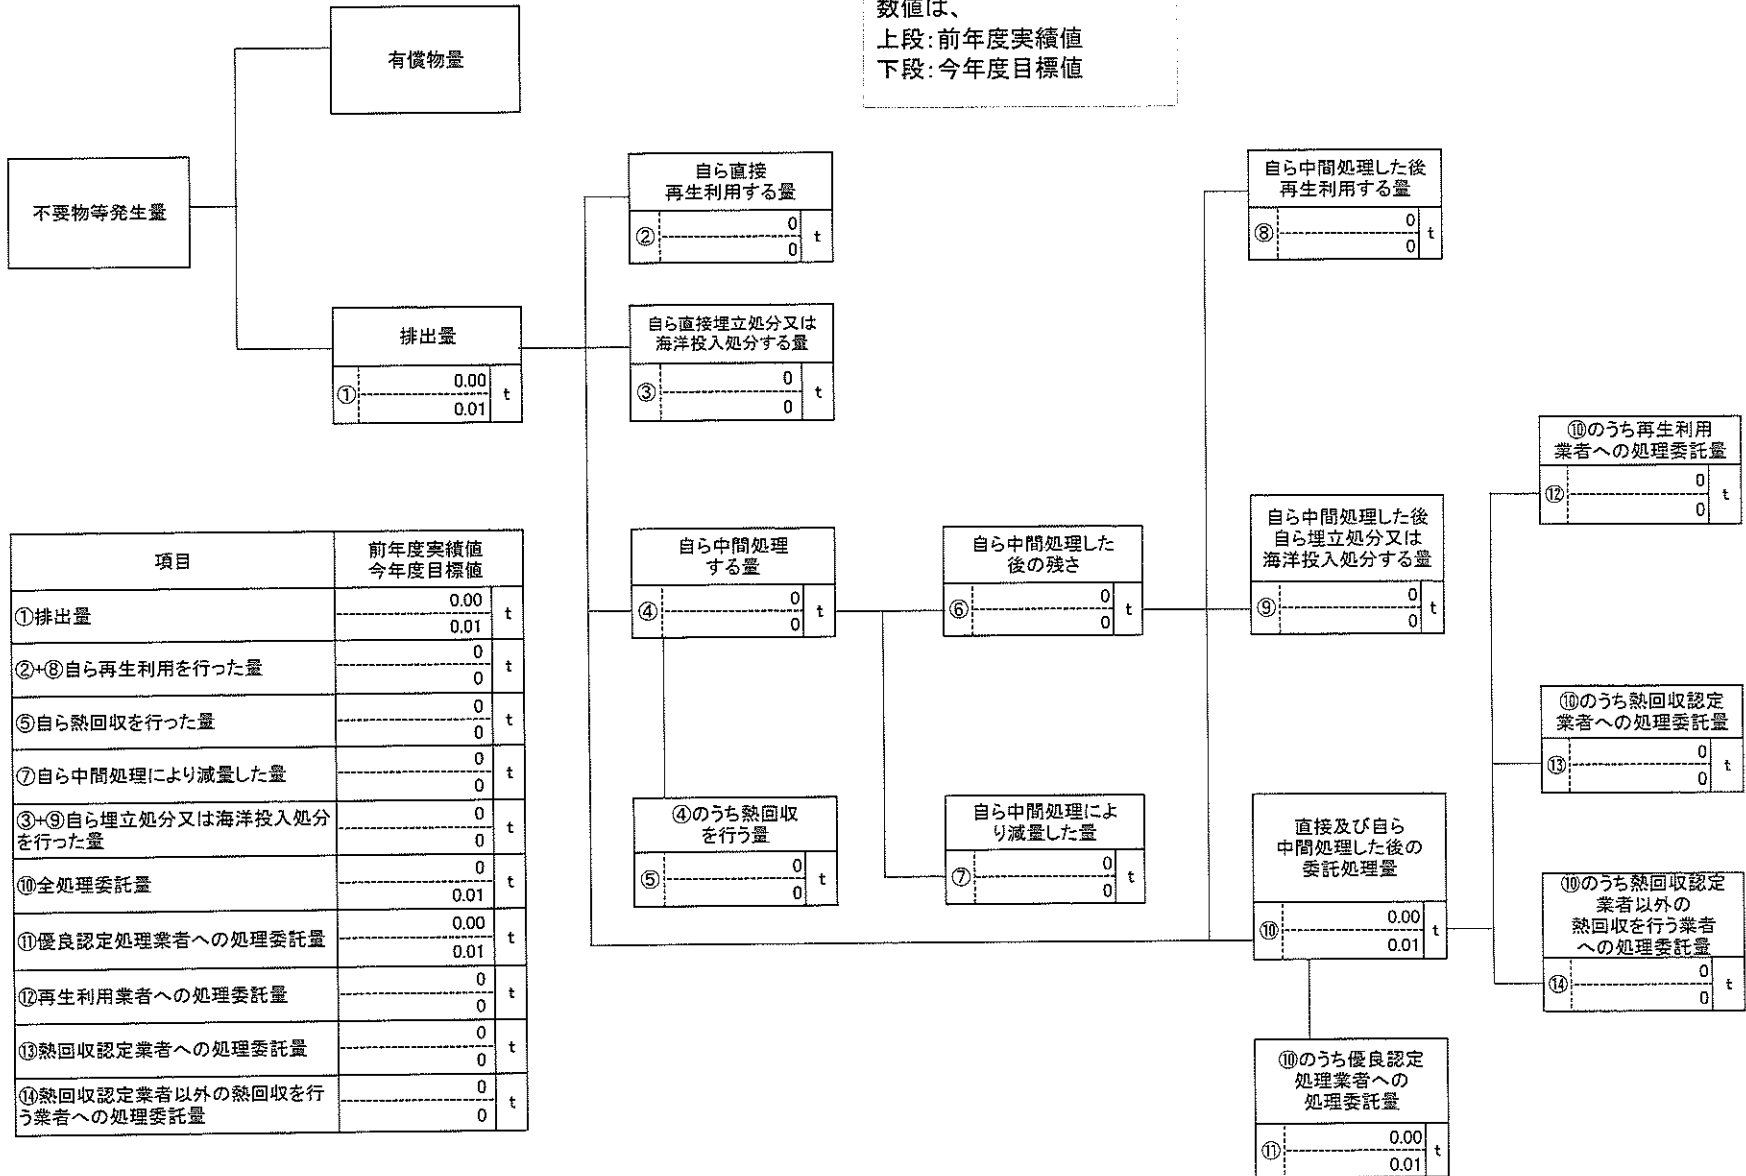 数値は、
上段：前年度実績値
下段：今年度目標値
有償物量
不要物等発生量
排出量
① 0.00 t
0.01
自ら直接
再生利用する量
② 0 t
0
自ら直接埋立処分又は
海洋投入処分する量
③ 0 t
0
自ら中間処理
する量
④ 0 t
0
④のうち熱回収
を行う量
⑤ 0 t
0
自ら中間処理した
後の残さ
⑥ 0 t
0
自ら中間処理によ
り減量した量
⑦ 0 t
0
自ら中間処理した後
再生利用する量
⑧ 0 t
0
自ら中間処理した後
自ら埋立処分又は
海洋投入処分する量
⑨ 0 t
0
直接及び自ら
中間処理した後の
委託処理量
⑩ 0.00 t
0.01
⑩のうち優良認定
処理業者への
処理委託量
⑪ 0.00 t
0.01
⑩のうち再生利用
業者への処理委託量
⑫ 0 t
0
⑩のうち熱回収認定
業者への処理委託量
⑬ 0 t
0
⑩のうち熱回収認定
業者以外の
熱回収を行う業者
への処理委託量
⑭ 0 t
0
項目 前年度実績値
今年度目標値
①排出量 0.00 t
0.01
②+⑧自ら再生利用を行った量 0 t
0
⑤自ら熱回収を行った量 0 t
0
⑦自ら中間処理により減量した量 0 t
0
③+⑨自ら埋立処分又は海洋投入処分 0 t
を行った量 0
⑩全処理委託量 0 t
0.01
⑪優良認定処理業者への処理委託量 0.00 t
0.01
⑫再生利用業者への処理委託量 0 t
0
⑬熱回収認定業者への処理委託量 0 t
0
⑭熱回収認定業者以外の熱回収を行 0 t
う業者への処理委託量 0